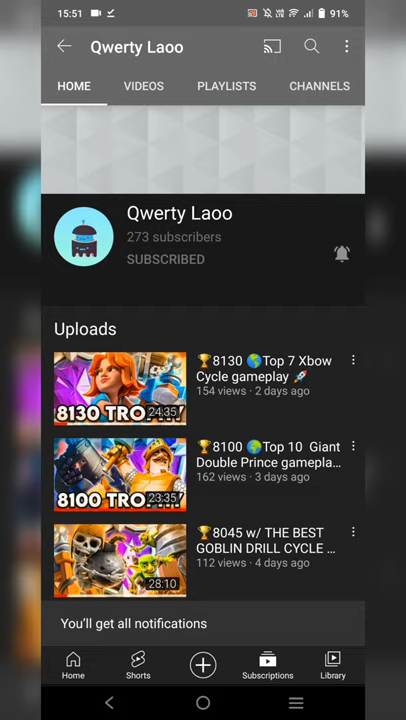 15:51
91%
Qwerty Laoo
HOME VIDEOS PLAYLISTS CHANNELS
Qwerty Laoo
273 subscribers
SUBSCRIBED
Uploads
8130 TROPHY
24:35
🏆8130 🌎Top 7 Xbow
Cycle gameplay 🚀
154 views · 2 days ago
8100 TROPHY
23:35
🏆8100 🌎Top 10 Giant
Double Prince gamepla...
162 views · 3 days ago
28:10
🏆8045 w/ THE BEST
GOBLIN DRILL CYCLE ...
112 views · 4 days ago
You'll get all notifications
Home Shorts Subscriptions Library